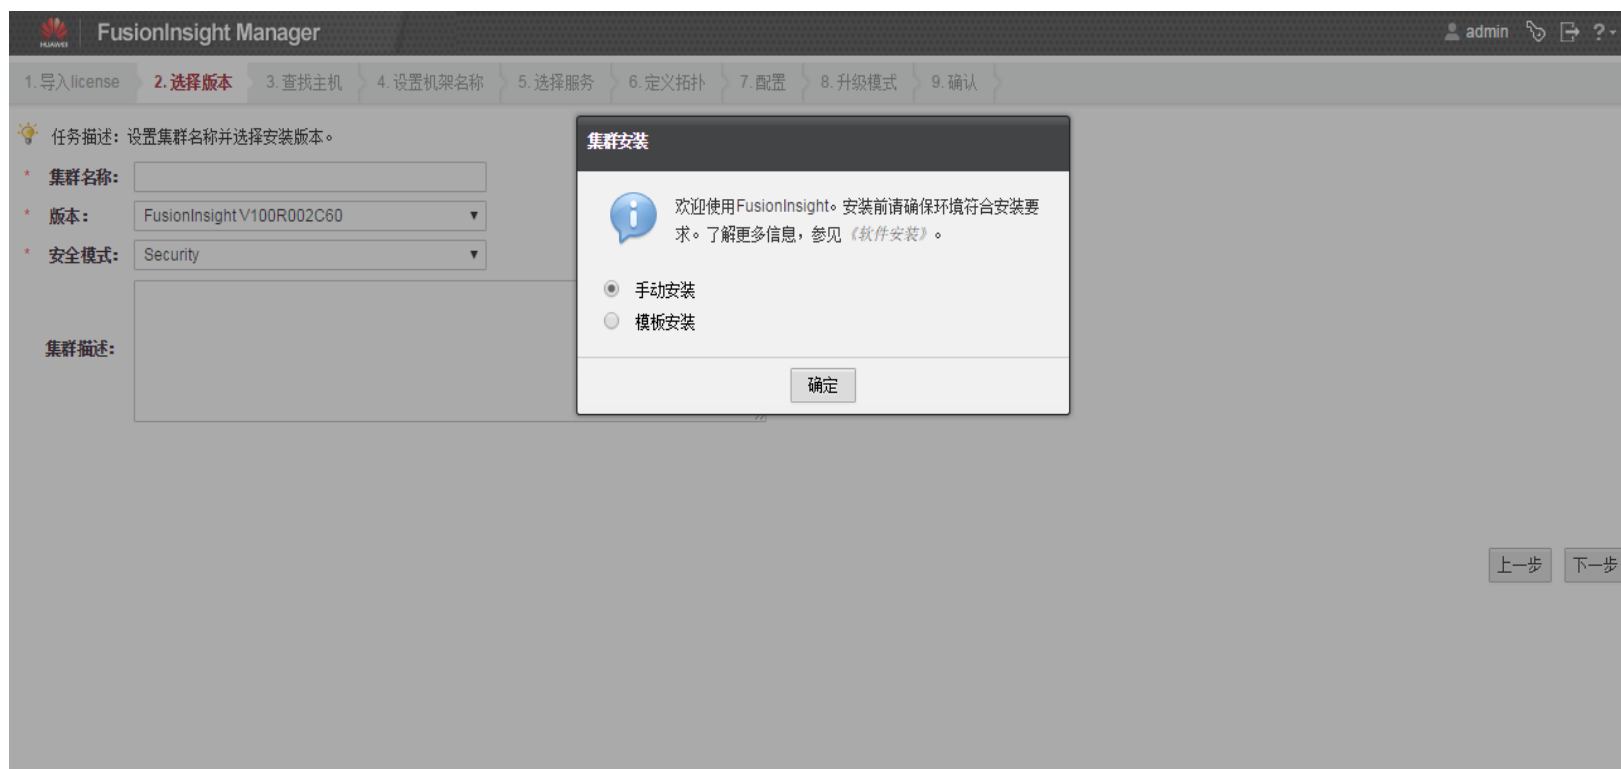 HUAWEI
FusionInsight Manager
admin
?
1.导入license 2.选择版本 3.查找主机 4.设置机架名称 5.选择服务 6.定义拓扑 7.配置 8.升级模式 9.确认
任务描述：设置集群名称并选择安装版本。
* 集群名称：
* 版本： FusionInsight V100R002C60
* 安全模式： Security
集群描述：
集群安装
欢迎使用FusionInsight。安装前请确保环境符合安装要
求。了解更多信息，参见《软件安装》。
手动安装
模板安装
确定
上一步 下一步